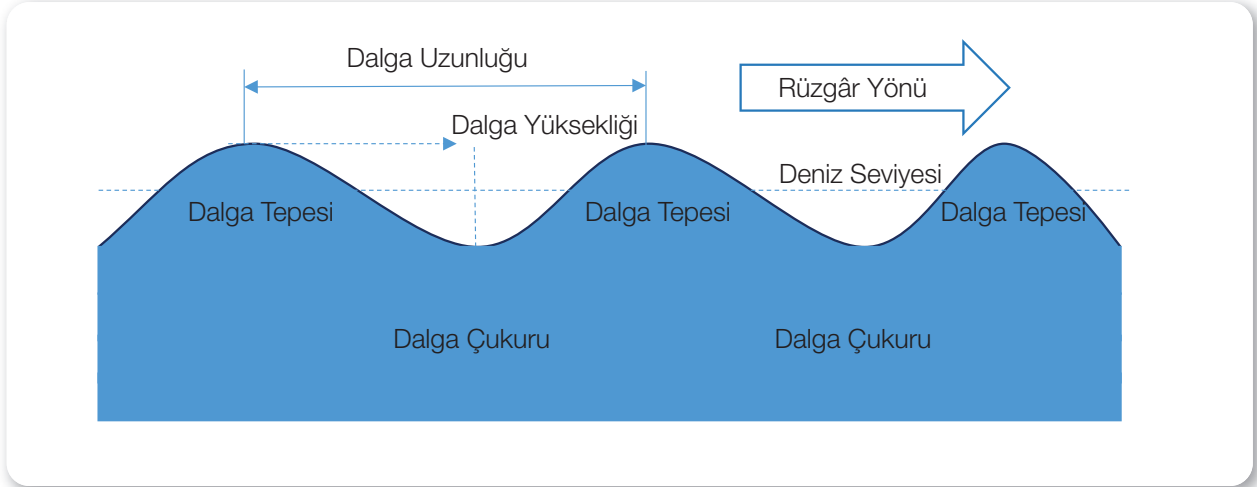 Dalga Uzunluğu
Rüzgâr Yönü
Dalga Yüksekliği
Deniz Seviyesi
Dalga Tepesi
Dalga Tepesi
Dalga Tepesi
Dalga Çukuru
Dalga Çukuru